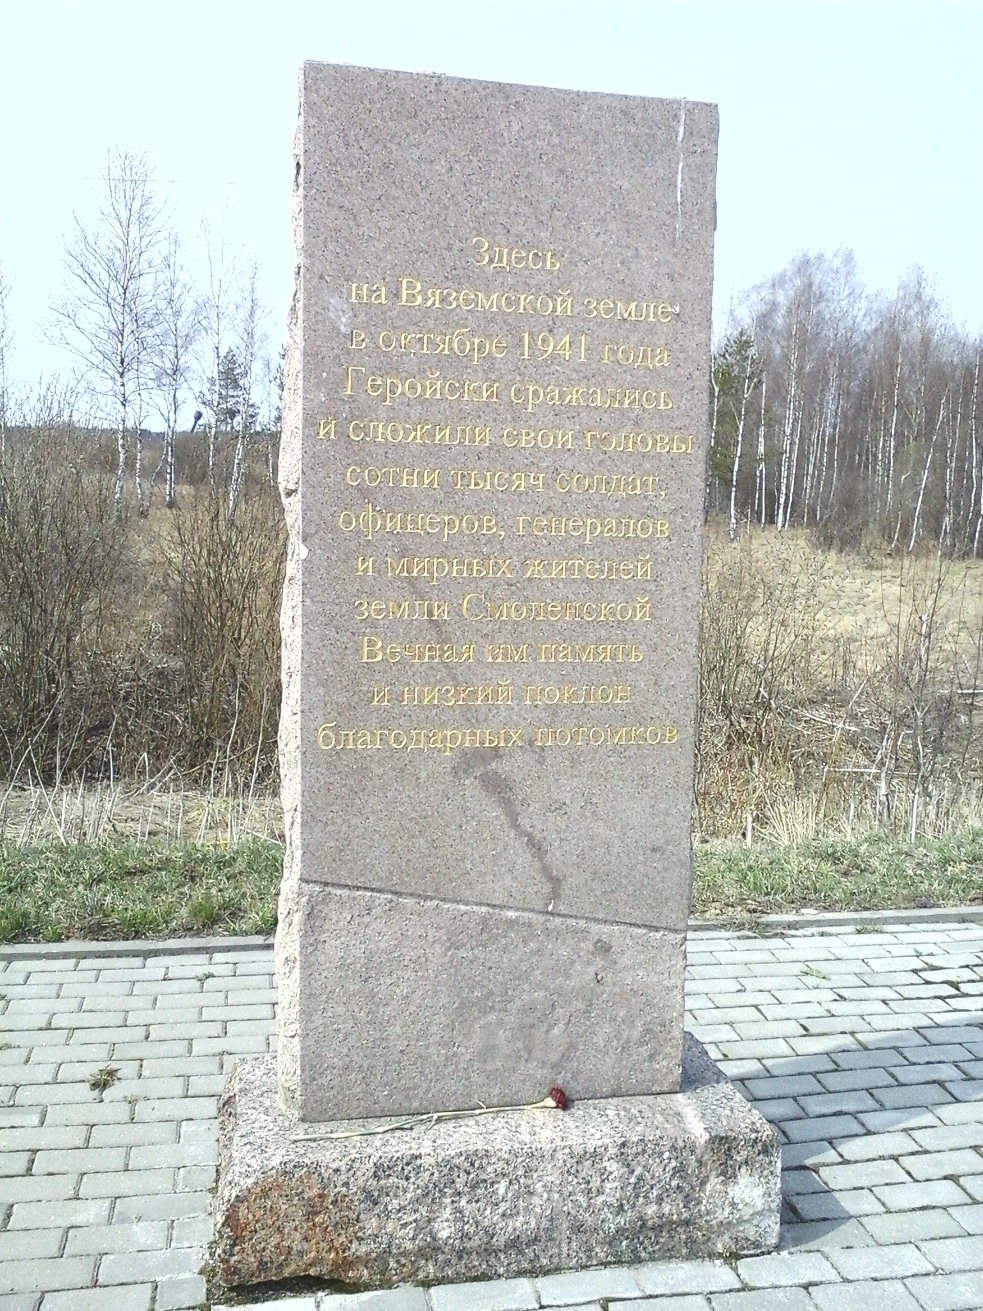 Здесь
на Вяземской земле
в октябре 1941 года
Геройски сражались
и сложили свои головы
сотни тысяч солдат,
офицеров, генералов
и мирных жителей
земли Смоленской
Вечная им память
и низкий поклон
благодарных потомков